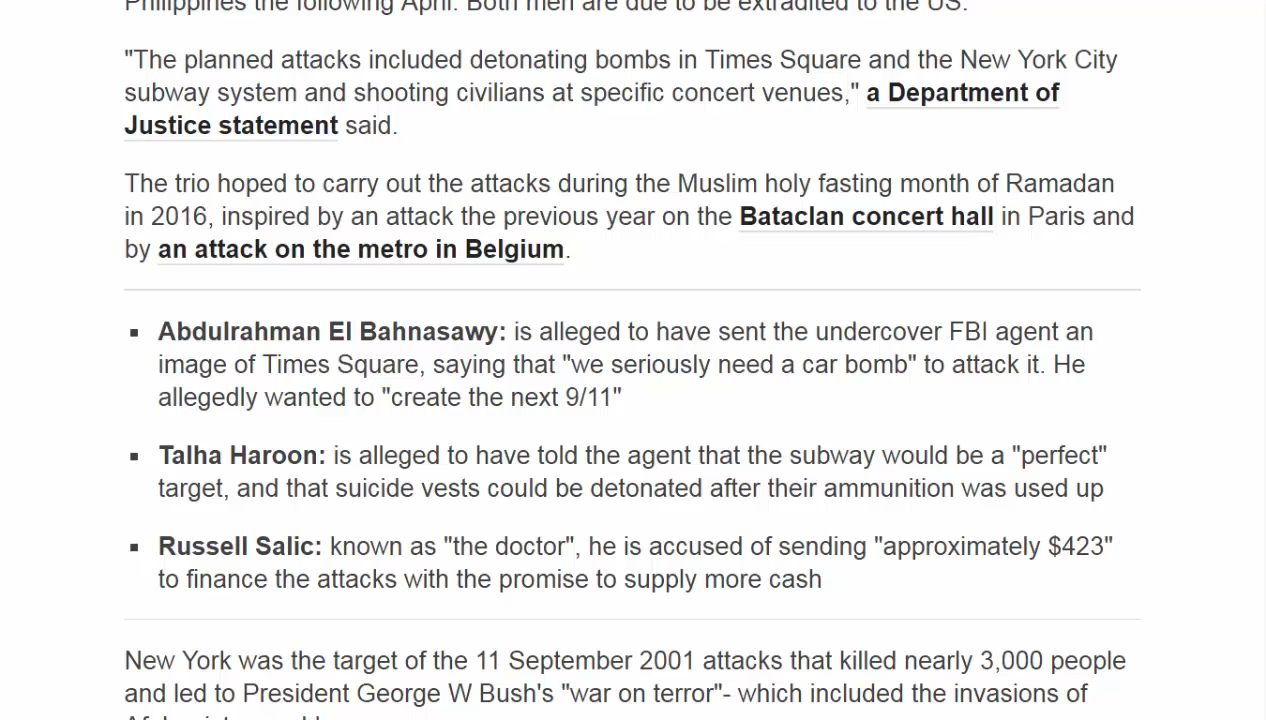 Philippines the following April. Both men are due to be extradited to the US.
"The planned attacks included detonating bombs in Times Square and the New York City
subway system and shooting civilians at specific concert venues," a Department of
Justice statement said.
The trio hoped to carry out the attacks during the Muslim holy fasting month of Ramadan
in 2016, inspired by an attack the previous year on the Bataclan concert hall in Paris and
by an attack on the metro in Belgium.
▪ Abdulrahman El Bahnasawy: is alleged to have sent the undercover FBI agent an
image of Times Square, saying that "we seriously need a car bomb" to attack it. He
allegedly wanted to "create the next 9/11"
▪ Talha Haroon: is alleged to have told the agent that the subway would be a "perfect"
target, and that suicide vests could be detonated after their ammunition was used up
▪ Russell Salic: known as "the doctor", he is accused of sending "approximately $423"
to finance the attacks with the promise to supply more cash
New York was the target of the 11 September 2001 attacks that killed nearly 3,000 people
and led to President George W Bush's "war on terror"- which included the invasions of